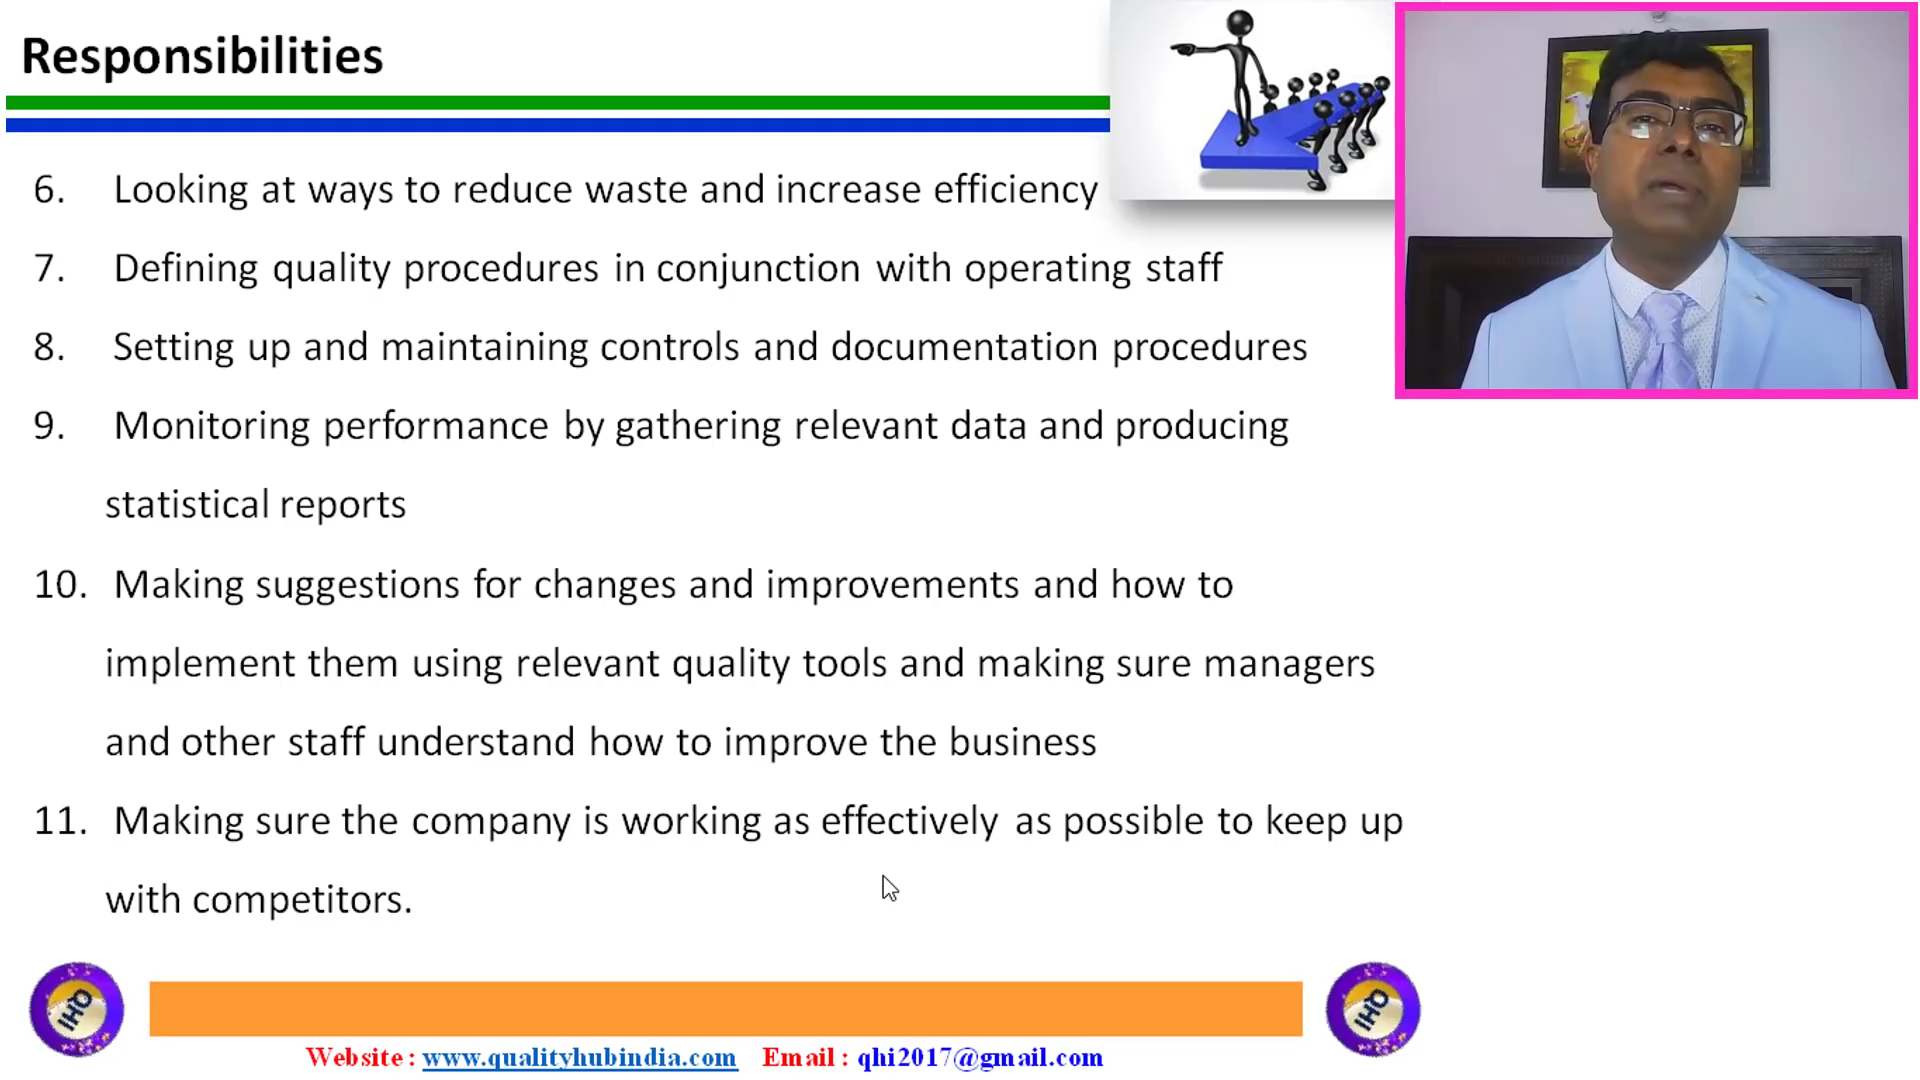 Responsibilities
6. Looking at ways to reduce waste and increase efficiency
7. Defining quality procedures in conjunction with operating staff
8. Setting up and maintaining controls and documentation procedures
9. Monitoring performance by gathering relevant data and producing
statistical reports
10. Making suggestions for changes and improvements and how to
implement them using relevant quality tools and making sure managers
and other staff understand how to improve the business
11. Making sure the company is working as effectively as possible to keep up
with competitors.
QHI
QHI
Website : www.qualityhubindia.com Email : qhi2017@gmail.com